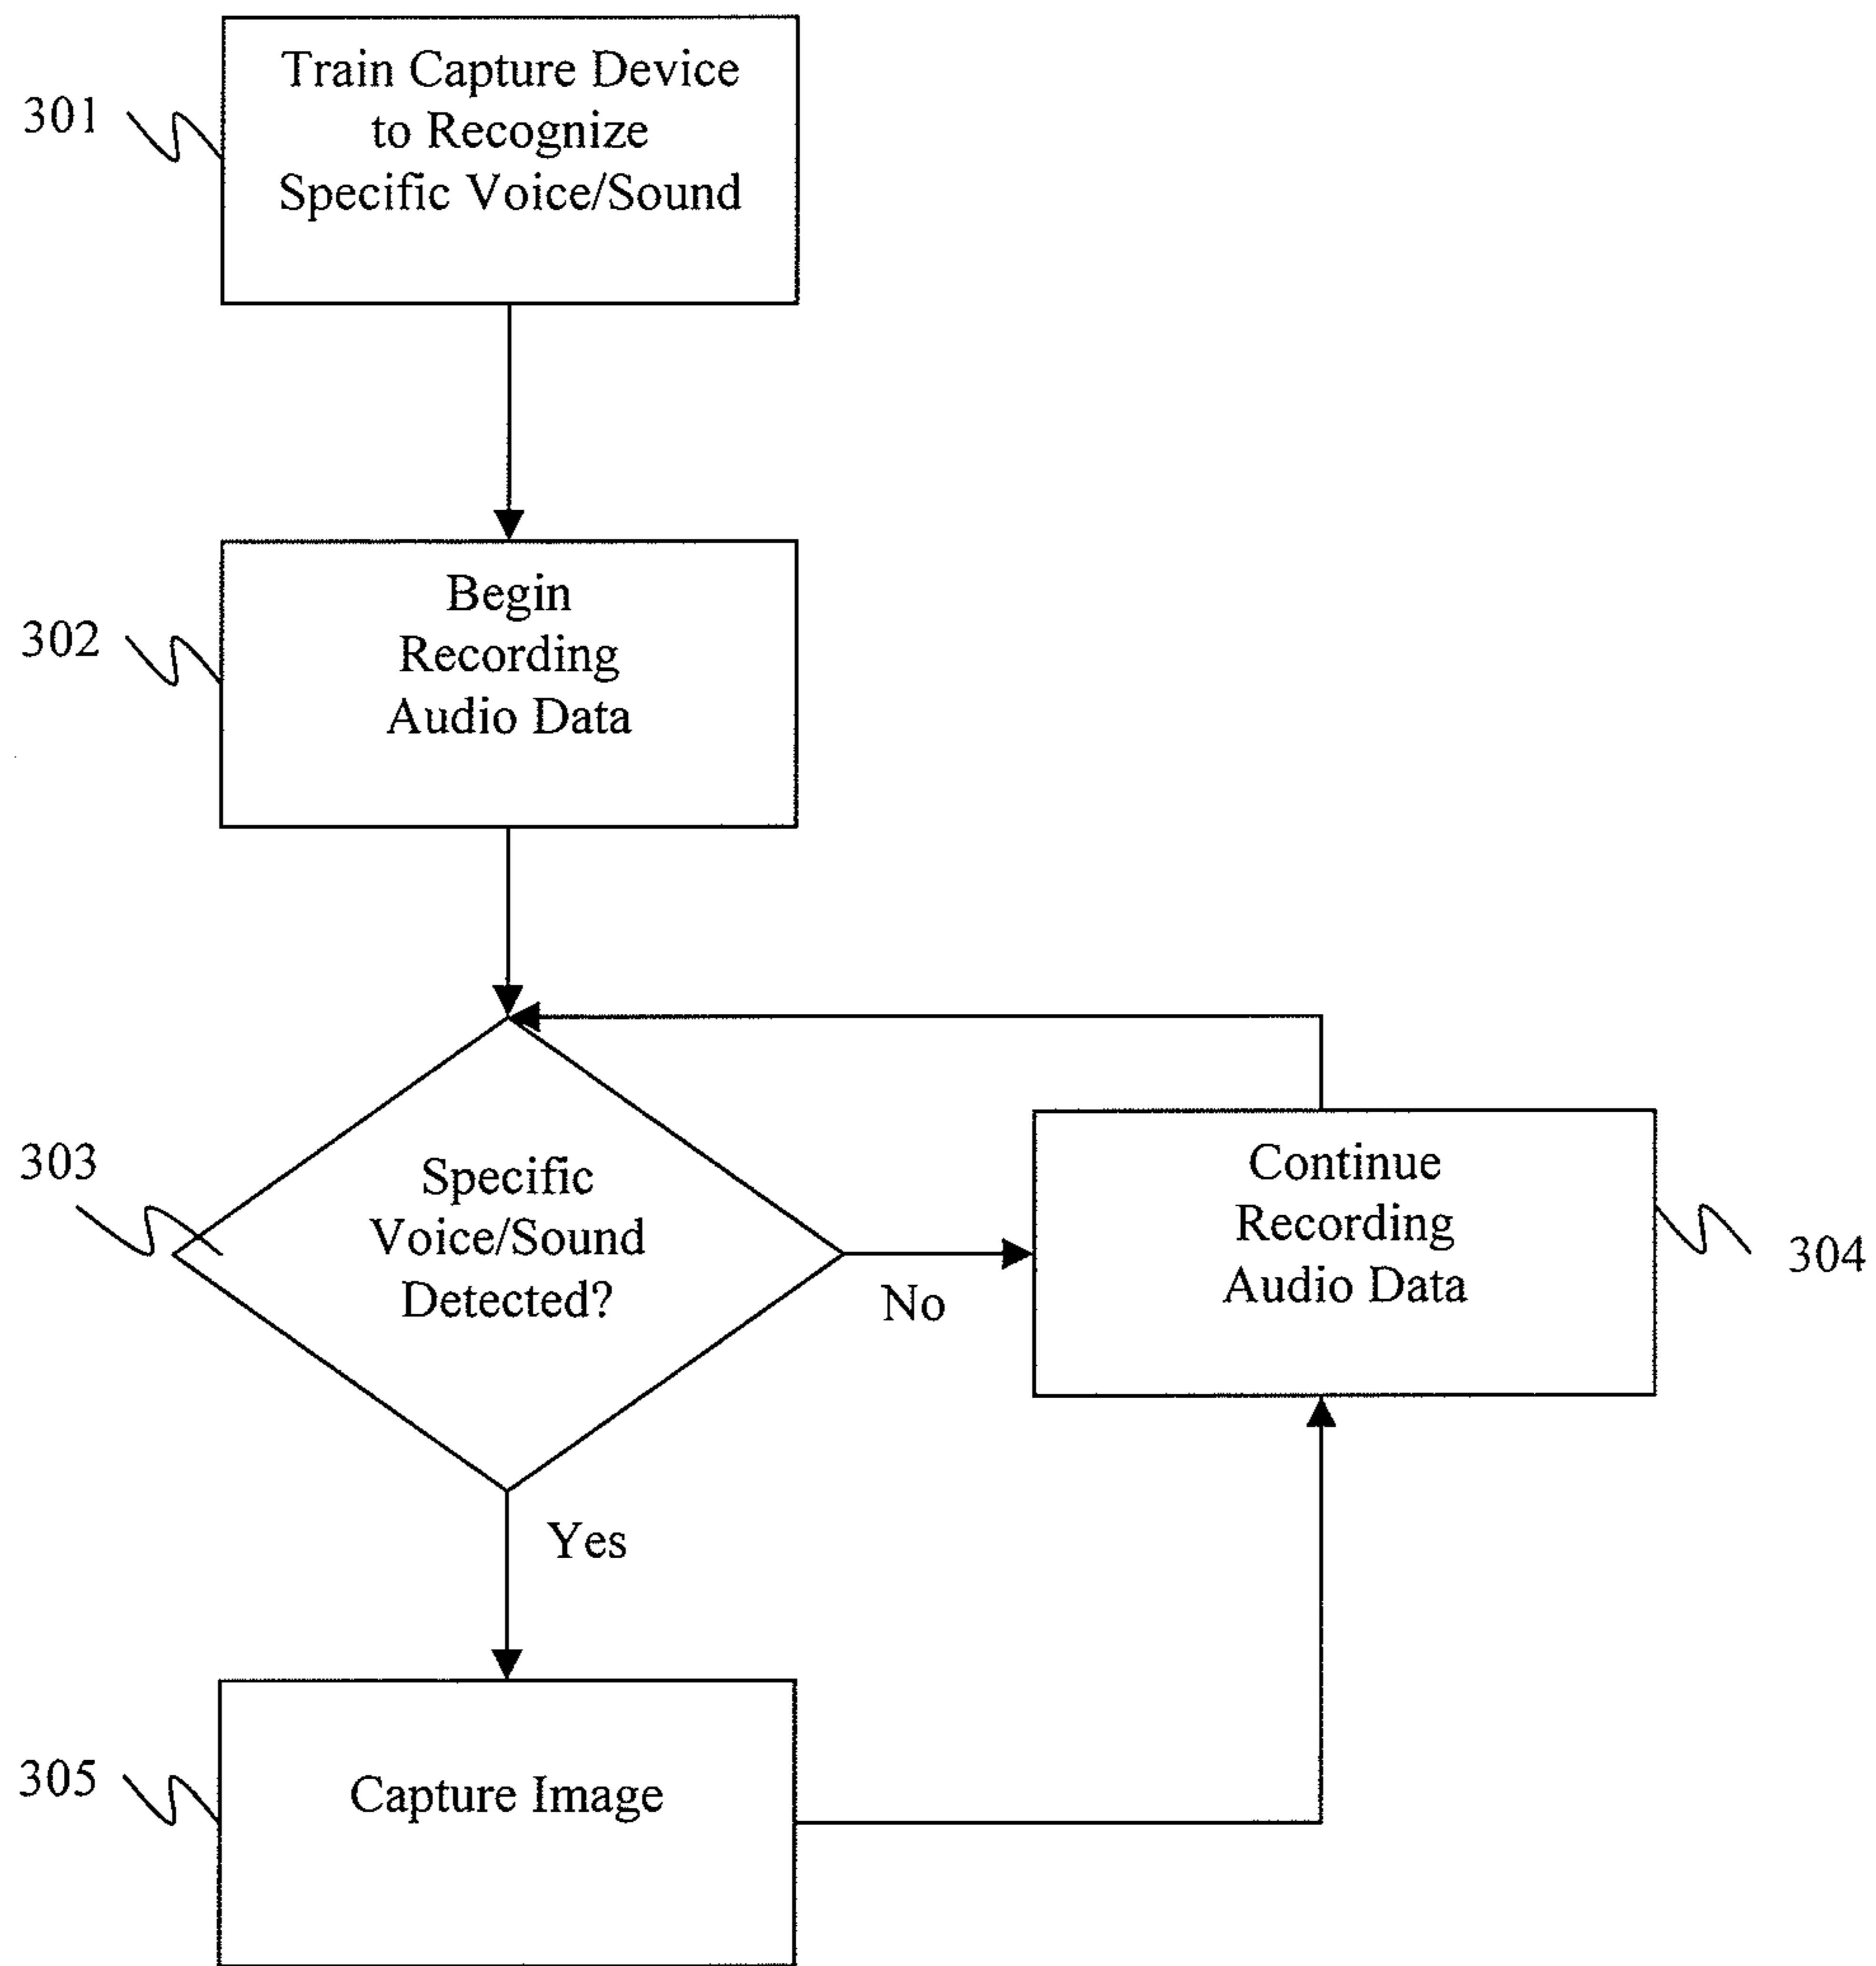 301
Train Capture Device
to Recognize
Specific Voice/Sound
302
Begin
Recording
Audio Data
303
Specific
Voice/Sound
Detected?
No
Continue
Recording
Audio Data
304
Yes
305
Capture Image